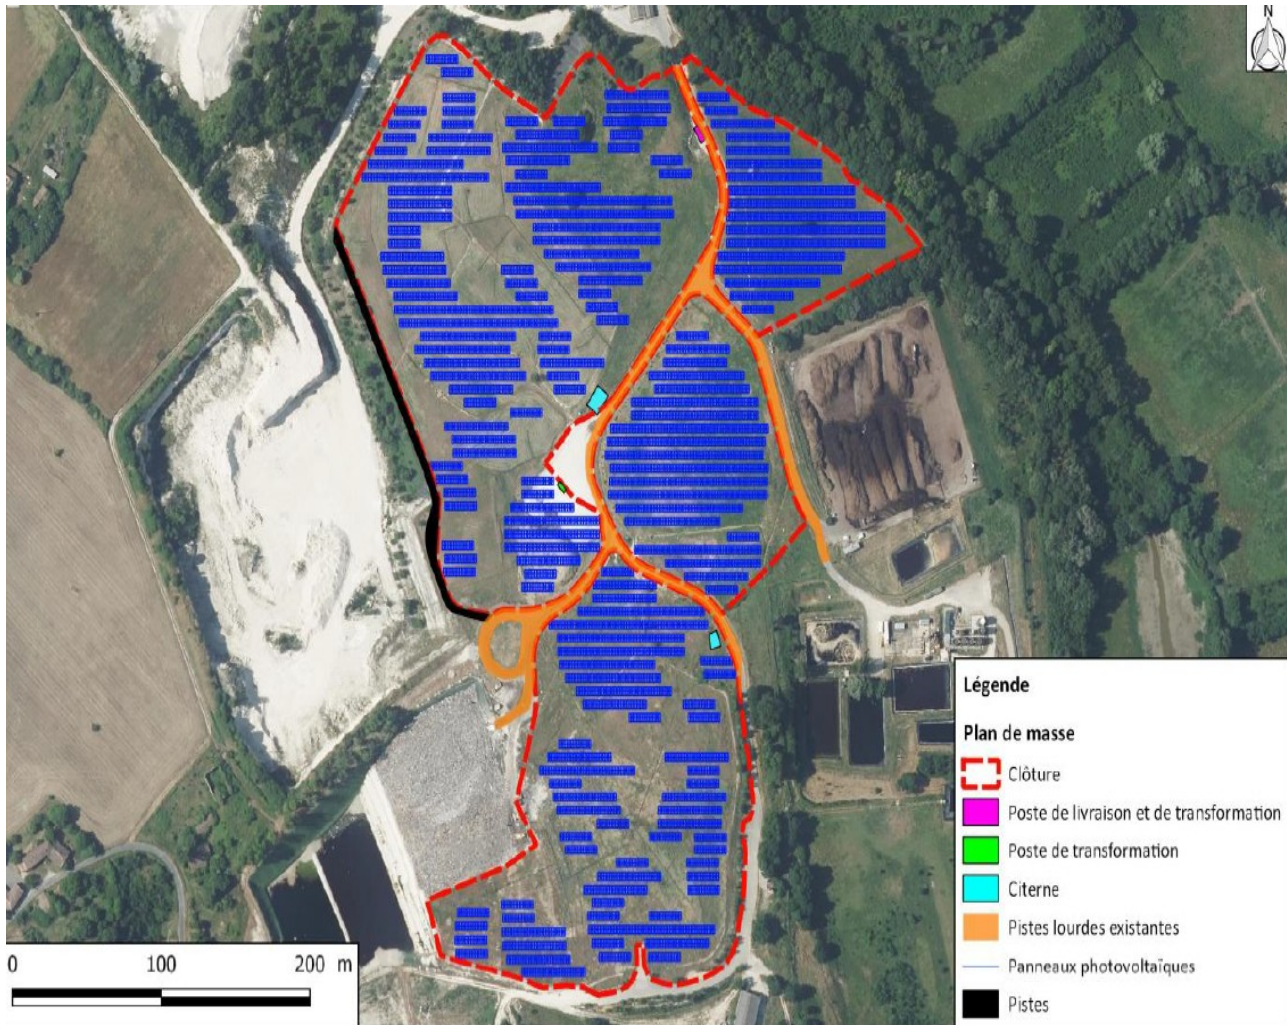 N
Légende
Plan de masse
Clôture
Poste de livraison et de transformation
Poste de transformation
Citerne
Pistes lourdes existantes
Panneaux photovoltaïques
Pistes
0 100 200 m